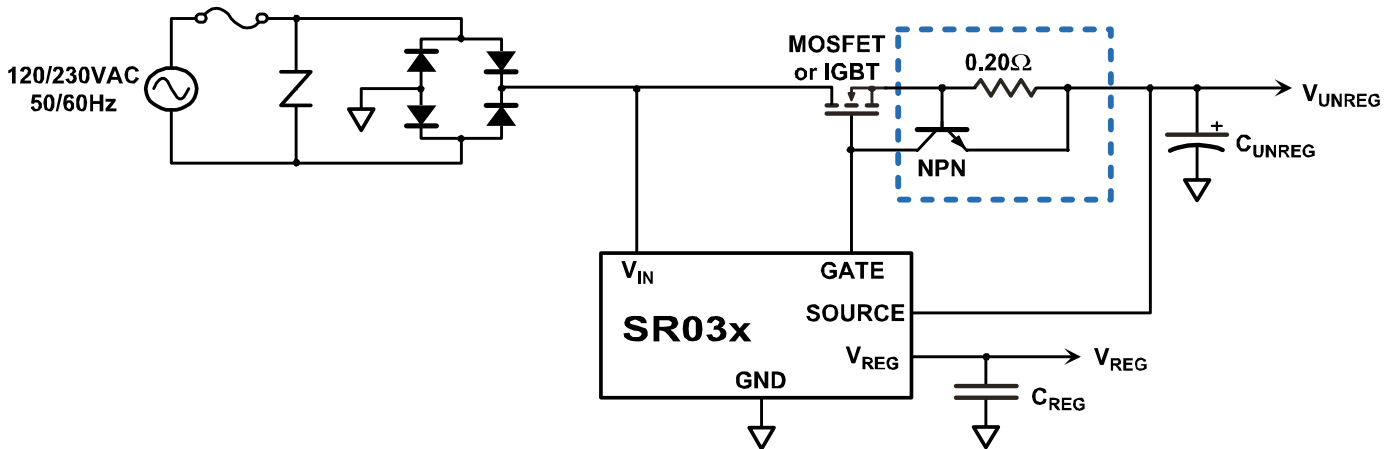 120/230VAC
50/60Hz
MOSFET
or IGBT
0.20Ω
NPN
VUNREG
+
CUNREG
VIN
GATE
SOURCE
SR03x
VREG
GND
VREG
CREG